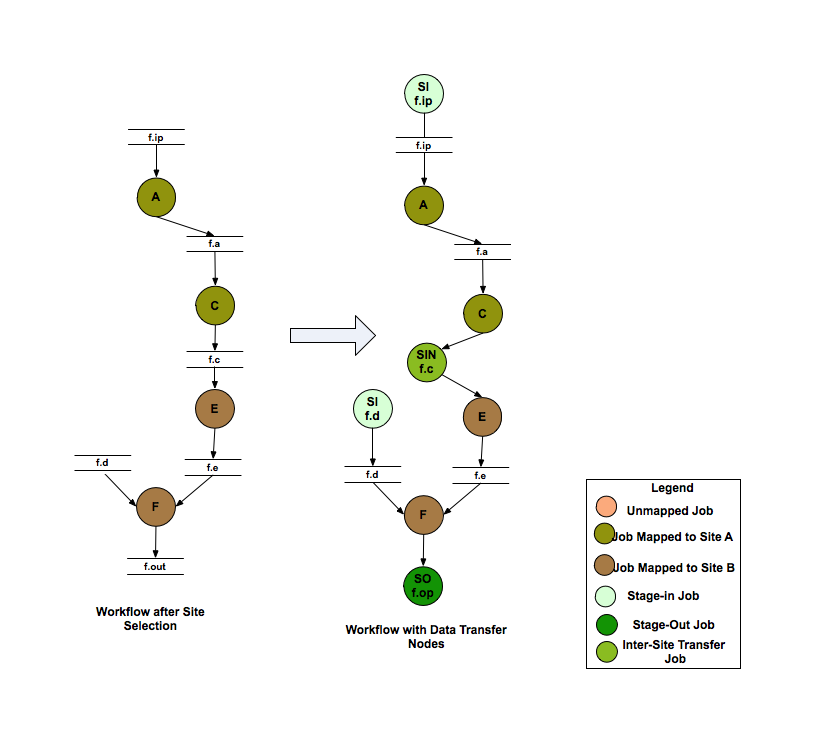 f.ip
A
f.a
C
f.c
E
f.d
f.e
F
f.out
Workflow after Site
Selection
SI
f.ip
f.ip
A
f.a
C
SIN
f.c
SI
f.d
E
f.d
f.e
F
SO
f.op
Workflow with Data Transfer
Nodes
Legend
Unmapped Job
Job Mapped to Site A
Job Mapped to Site B
Stage-in Job
Stage-Out Job
Inter-Site Transfer
Job